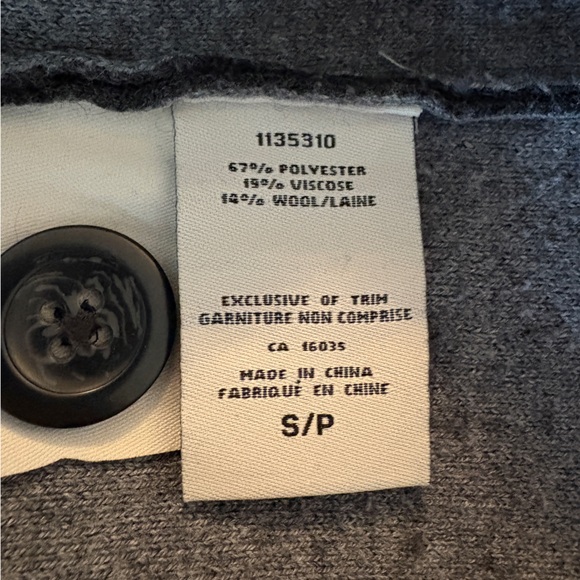 1135310
67% POLYESTER
19% VISCOSE
14% WOOL/LAINE
EXCLUSIVE OF TRIM
GARNITURE NON COMPRISE
CA 16035
MADE IN CHINA
FABRIQUÉ EN CHINE
S/P